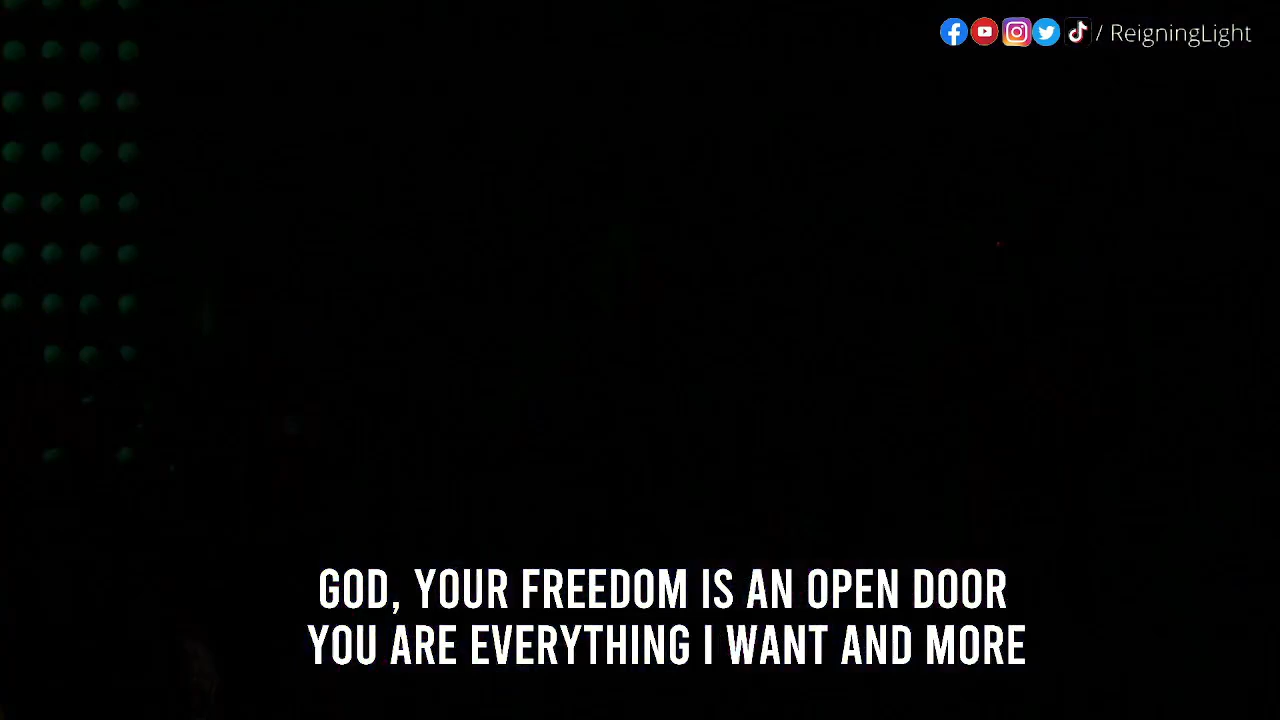 / ReigningLight
GOD, YOUR FREEDOM IS AN OPEN DOOR
YOU ARE EVERYTHING I WANT AND MORE